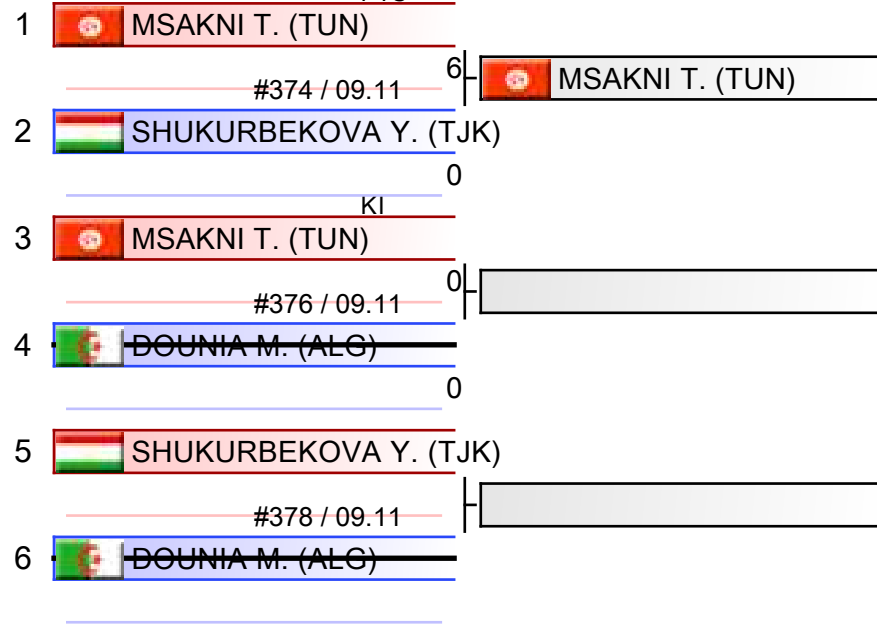 1 MSAKNI T. (TUN)
6 MSAKNI T. (TUN)
#374 / 09.11
2 SHUKURBEKOVA Y. (TJK)
0
KI
3 MSAKNI T. (TUN)
0
#376 / 09.11
4 DOUNIA M. (ALG)
0
5 SHUKURBEKOVA Y. (TJK)
#378 / 09.11
6 DOUNIA M. (ALG)